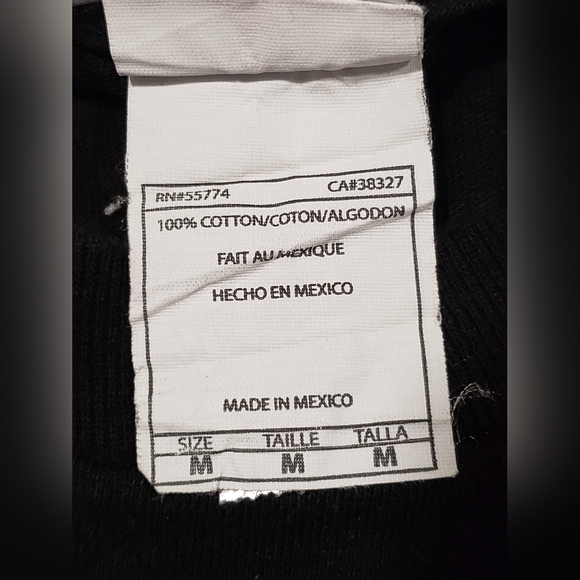 RN#55774 CA#38327
100% COTTON/COTON/ALGODON
FAIT AU MEXIQUE
HECHO EN MEXICO
MADE IN MEXICO
SIZE TAILLE TALLA
M M M